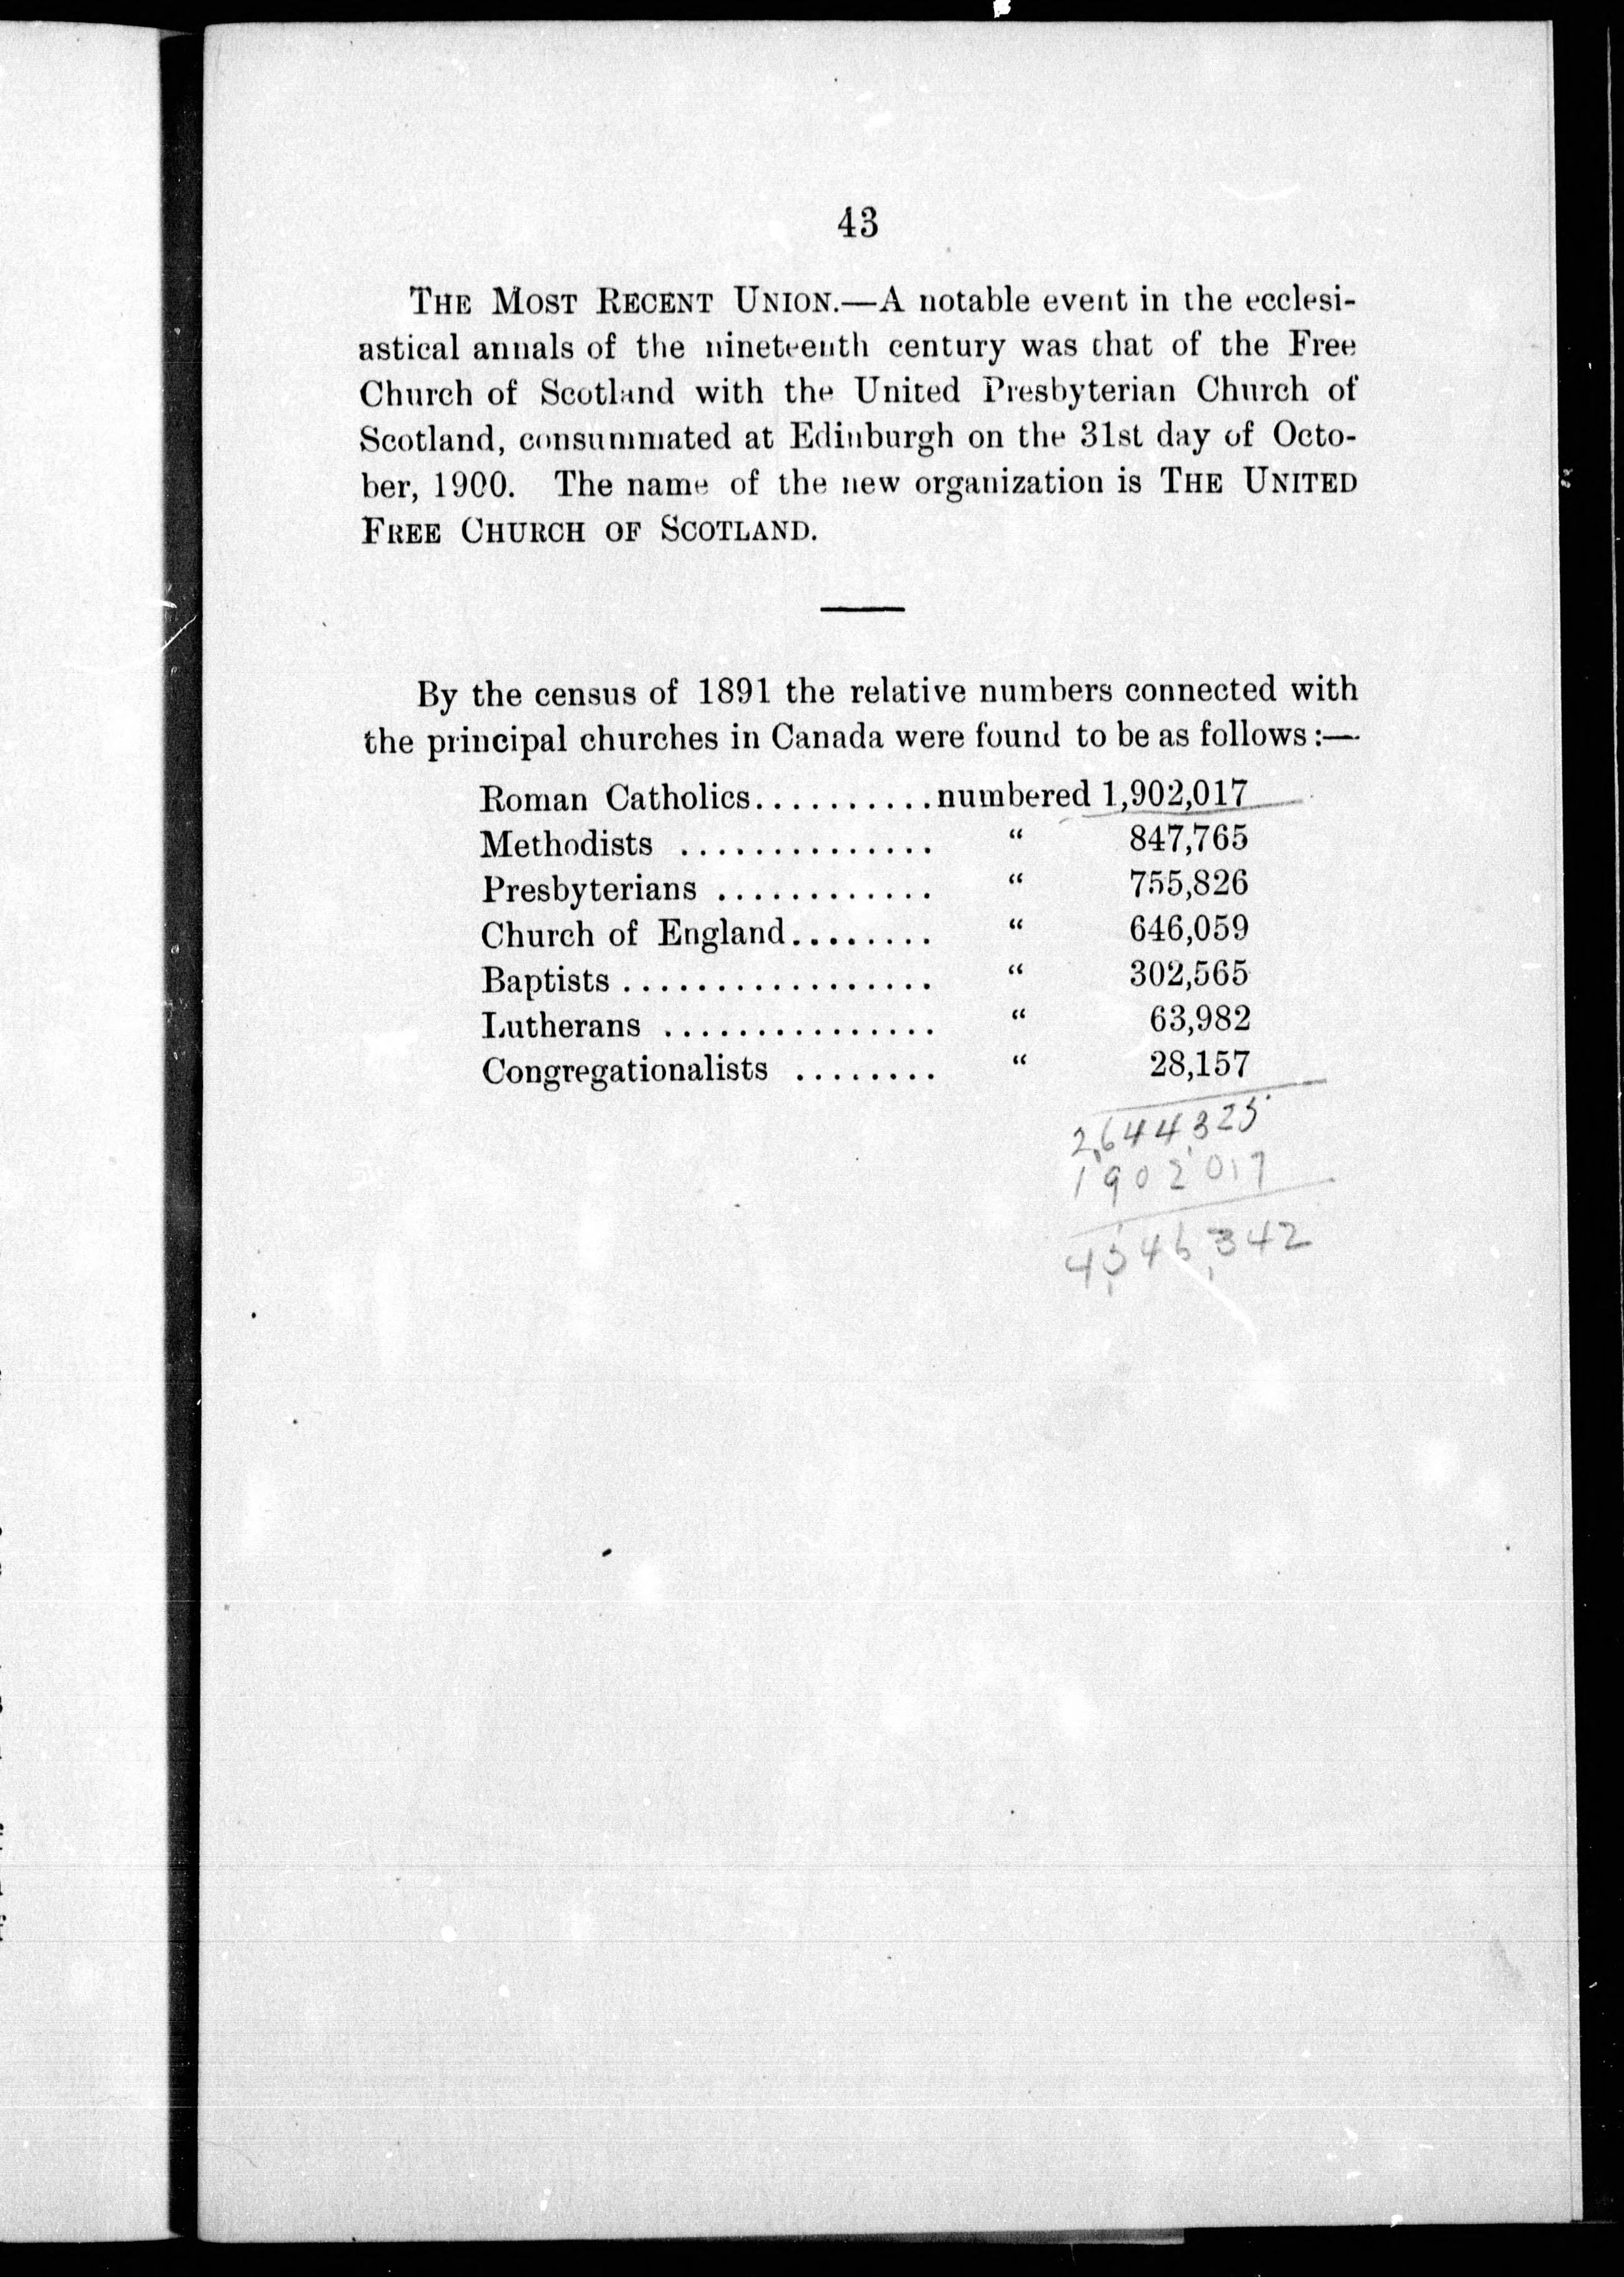 43
THE MOST RECENT UNION.—A notable event in the ecclesi-
astical annals of the nineteenth century was that of the Free
Church of Scotland with the United Presbyterian Church of
Scotland, consummated at Edinburgh on the 31st day of Octo-
ber, 1900. The name of the new organization is THE UNITED
FREE CHURCH OF SCOTLAND.
By the census of 1891 the relative numbers connected with
the principal churches in Canada were found to be as follows:—
Roman Catholics..........numbered 1,902,017
Methodists .............. “ 847,765
Presbyterians ............ “ 755,826
Church of England........ “ 646,059
Baptists ................. “ 302,565
Lutherans ............... “ 63,982
Congregationalists ........ “ 28,157
2,644,325
1902017
4,546,342